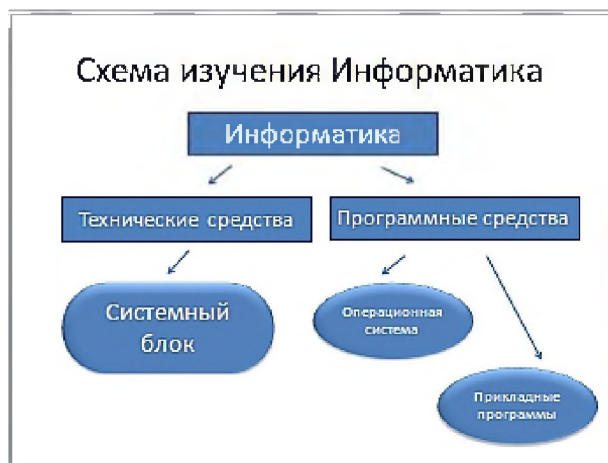 Схема изучения Информатика
Информатика
Технические средства
Программные средства
Системный
блок
Операционная
система
Прикладные
программы